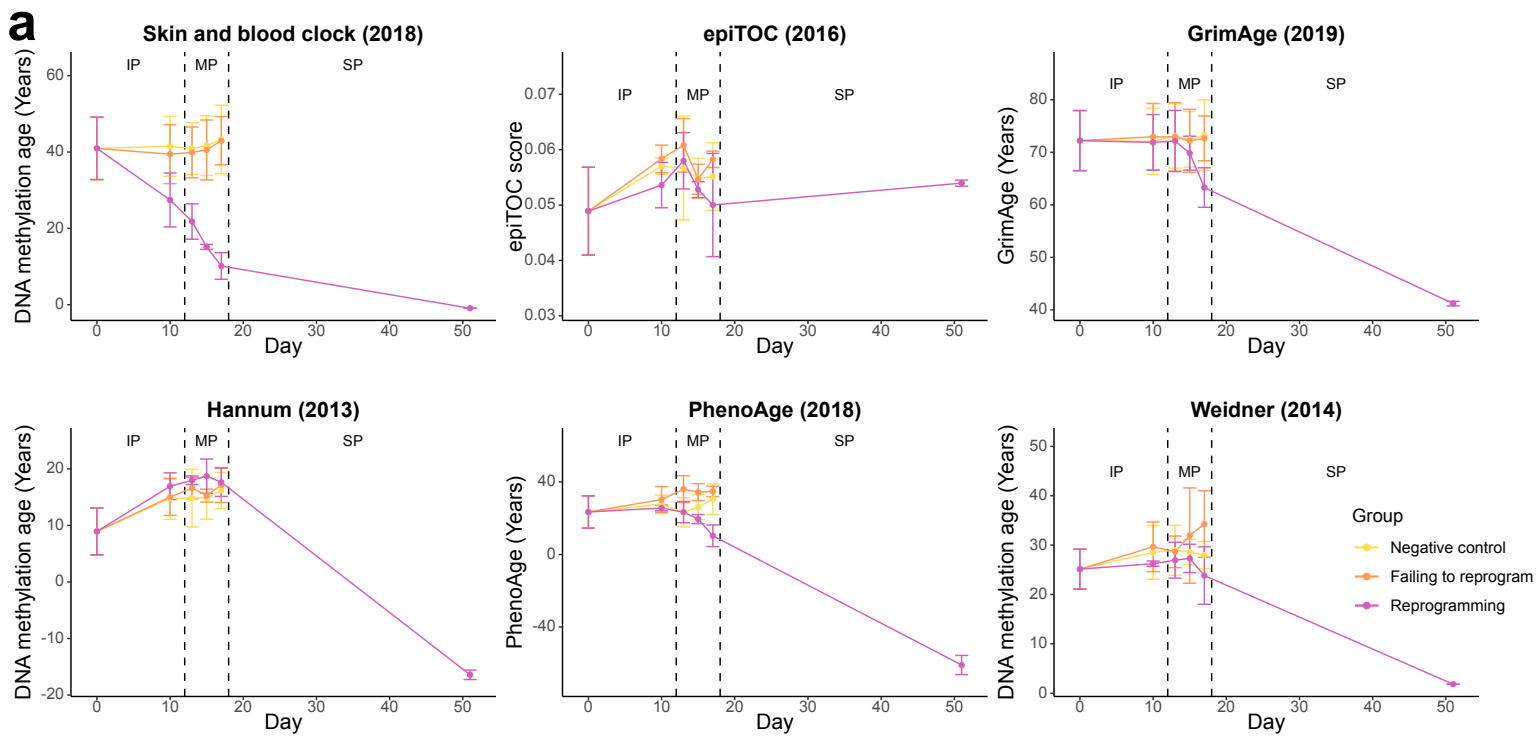 a
Skin and blood clock (2018)
DNA methylation age (Years)
60
40
20
0
IP
MP
SP
0
10
20
30
40
50
Day
epiTOC (2016)
epiTOC score
0.07
0.06
0.05
0.04
0.03
IP
MP
SP
0
10
20
30
40
50
Day
GrimAge (2019)
GrimAge (Years)
80
70
60
50
40
IP
MP
SP
0
10
20
30
40
50
Day
Hannum (2013)
DNA methylation age (Years)
20
10
0
-10
-20
IP
MP
SP
0
10
20
30
40
50
Day
PhenoAge (2018)
PhenoAge (Years)
40
0
-40
IP
MP
SP
0
10
20
30
40
50
Day
Weidner (2014)
DNA methylation age (Years)
50
40
30
20
10
0
IP
MP
SP
0
10
20
30
40
50
Day
Group
Negative control
Failing to reprogram
Reprogramming